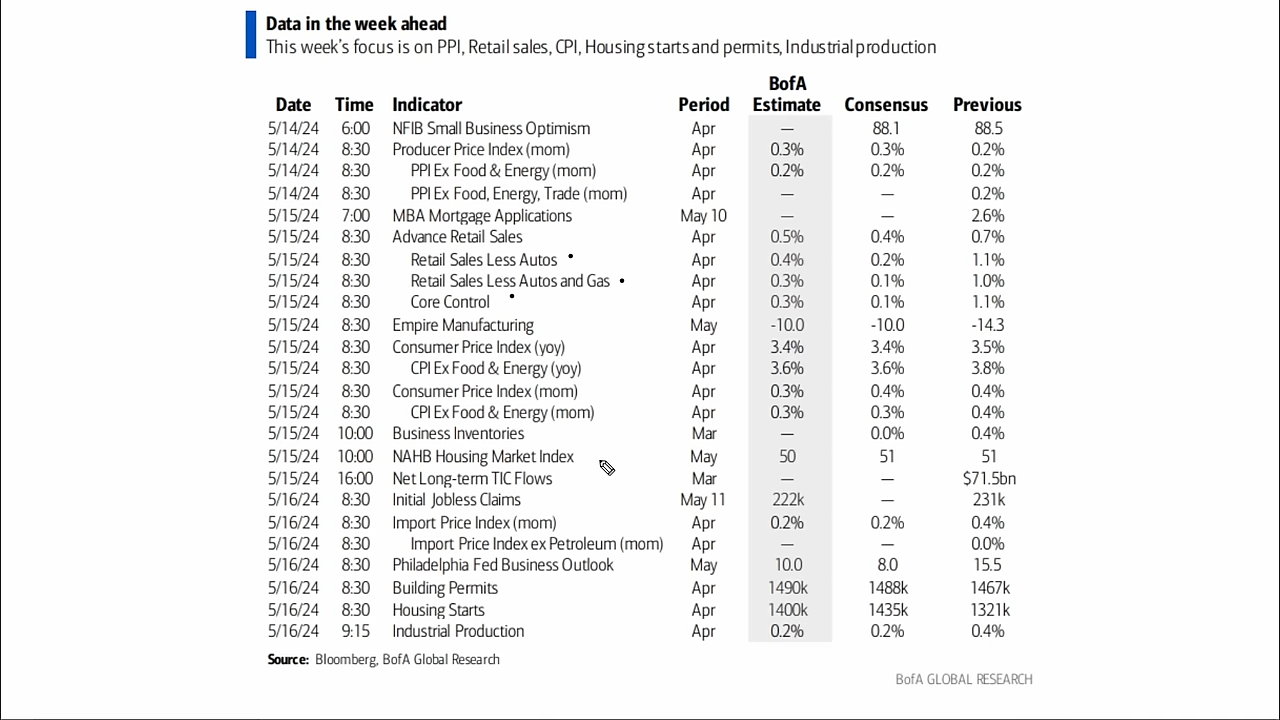 Data in the week ahead
This week's focus is on PPI, Retail sales, CPI, Housing starts and permits, Industrial production
BofA
Date Time Indicator Period Estimate Consensus Previous
5/14/24 6:00 NFIB Small Business Optimism Apr — 88.1 88.5
5/14/24 8:30 Producer Price Index (mom) Apr 0.3% 0.3% 0.2%
5/14/24 8:30 PPI Ex Food & Energy (mom) Apr 0.2% 0.2% 0.2%
5/14/24 8:30 PPI Ex Food, Energy, Trade (mom) Apr — — 0.2%
5/15/24 7:00 MBA Mortgage Applications May 10 — — 2.6%
5/15/24 8:30 Advance Retail Sales Apr 0.5% 0.4% 0.7%
5/15/24 8:30 Retail Sales Less Autos Apr 0.4% 0.2% 1.1%
5/15/24 8:30 Retail Sales Less Autos and Gas Apr 0.3% 0.1% 1.0%
5/15/24 8:30 Core Control Apr 0.3% 0.1% 1.1%
5/15/24 8:30 Empire Manufacturing May -10.0 -10.0 -14.3
5/15/24 8:30 Consumer Price Index (yoy) Apr 3.4% 3.4% 3.5%
5/15/24 8:30 CPI Ex Food & Energy (yoy) Apr 3.6% 3.6% 3.8%
5/15/24 8:30 Consumer Price Index (mom) Apr 0.3% 0.4% 0.4%
5/15/24 8:30 CPI Ex Food & Energy (mom) Apr 0.3% 0.3% 0.4%
5/15/24 10:00 Business Inventories Mar — 0.0% 0.4%
5/15/24 10:00 NAHB Housing Market Index May 50 51 51
5/15/24 16:00 Net Long-term TIC Flows Mar — — $71.5bn
5/16/24 8:30 Initial Jobless Claims May 11 222k — 231k
5/16/24 8:30 Import Price Index (mom) Apr 0.2% 0.2% 0.4%
5/16/24 8:30 Import Price Index ex Petroleum (mom) Apr — — 0.0%
5/16/24 8:30 Philadelphia Fed Business Outlook May 10.0 8.0 15.5
5/16/24 8:30 Building Permits Apr 1490k 1488k 1467k
5/16/24 8:30 Housing Starts Apr 1400k 1435k 1321k
5/16/24 9:15 Industrial Production Apr 0.2% 0.2% 0.4%
Source: Bloomberg, BofA Global Research
BofA GLOBAL RESEARCH